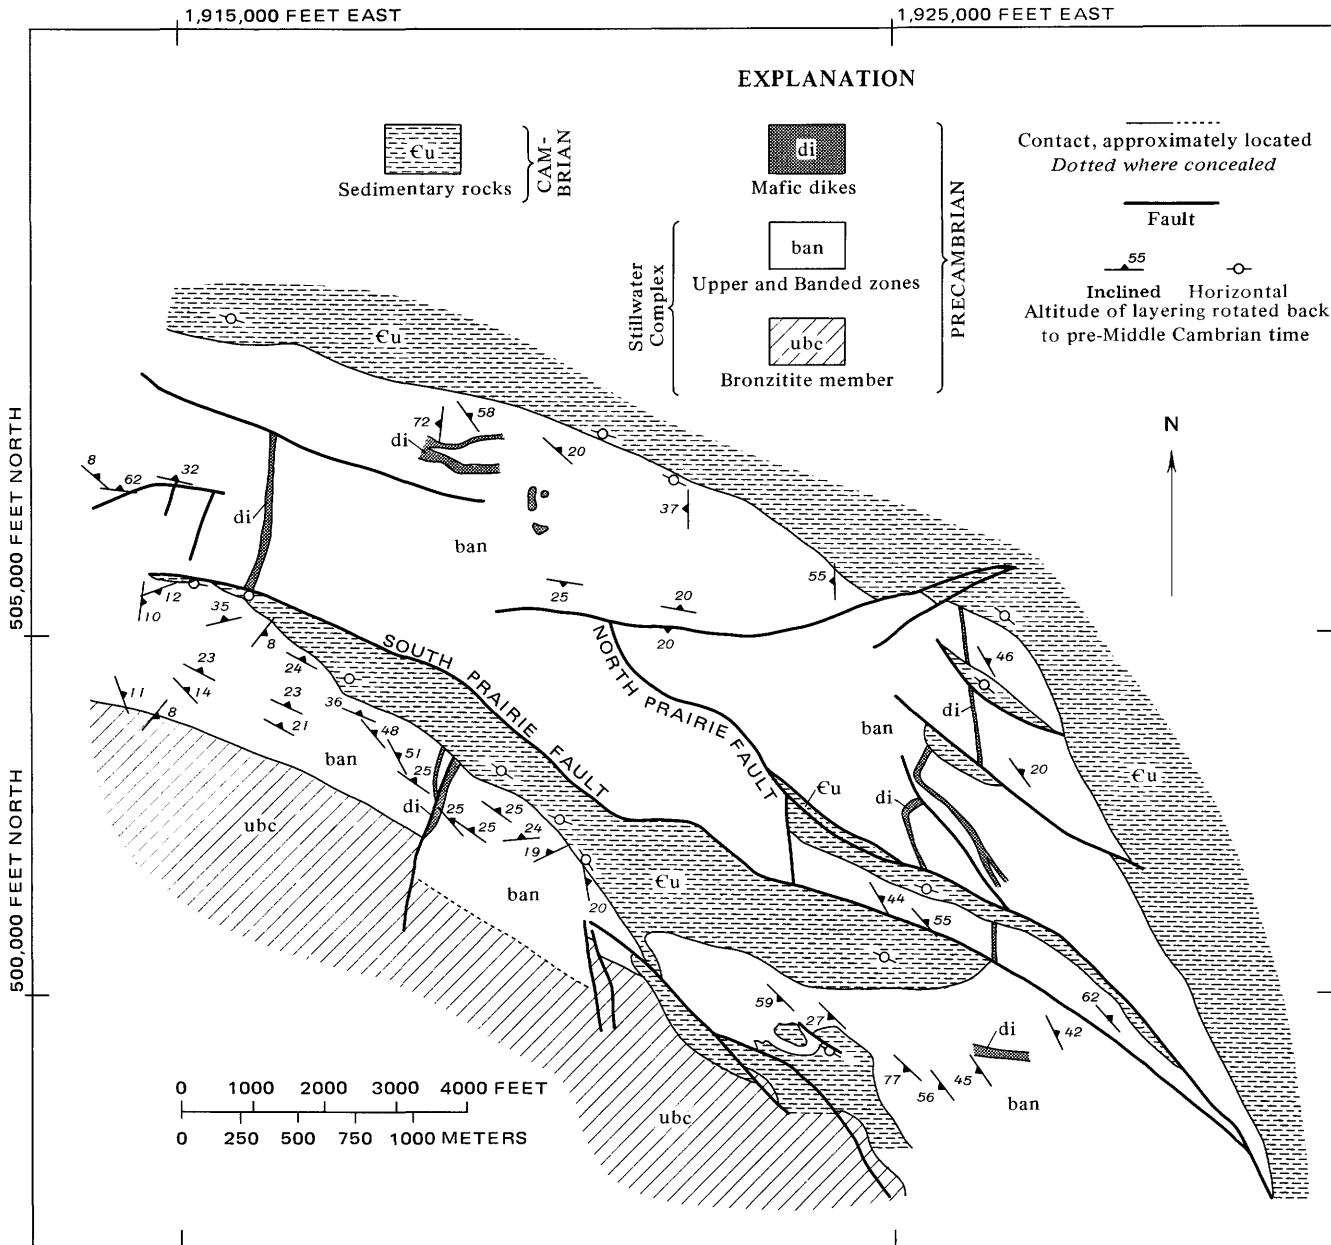 1,915,000 FEET EAST
1,925,000 FEET EAST
EXPLANATION
Єu
Sedimentary rocks
CAM-
BRIAN
di
Mafic dikes
ban
Upper and Banded zones
ubc
Bronzitite member
Stillwater
Complex
PRECAMBRIAN
Contact, approximately located
Dotted where concealed
Fault
55
Inclined Horizontal
Altitude of layering rotated back
to pre-Middle Cambrian time
N
505,000 FEET NORTH
500,000 FEET NORTH
Єu
72
58
di
20
8
62
32
37
di
ban
55
25
20
20
12
10
35
8
24
23
14
11
8
23
21
36
48
51
25
SOUTH PRAIRIE FAULT
NORTH PRAIRIE FAULT
46
di
ban
20
Єu
Єu
di
ban
di
25
25
25
24
19
ubc
ban
20
Єu
44
55
59
27
62
42
di
77
56
45
ban
ubc
0 1000 2000 3000 4000 FEET
0 250 500 750 1000 METERS